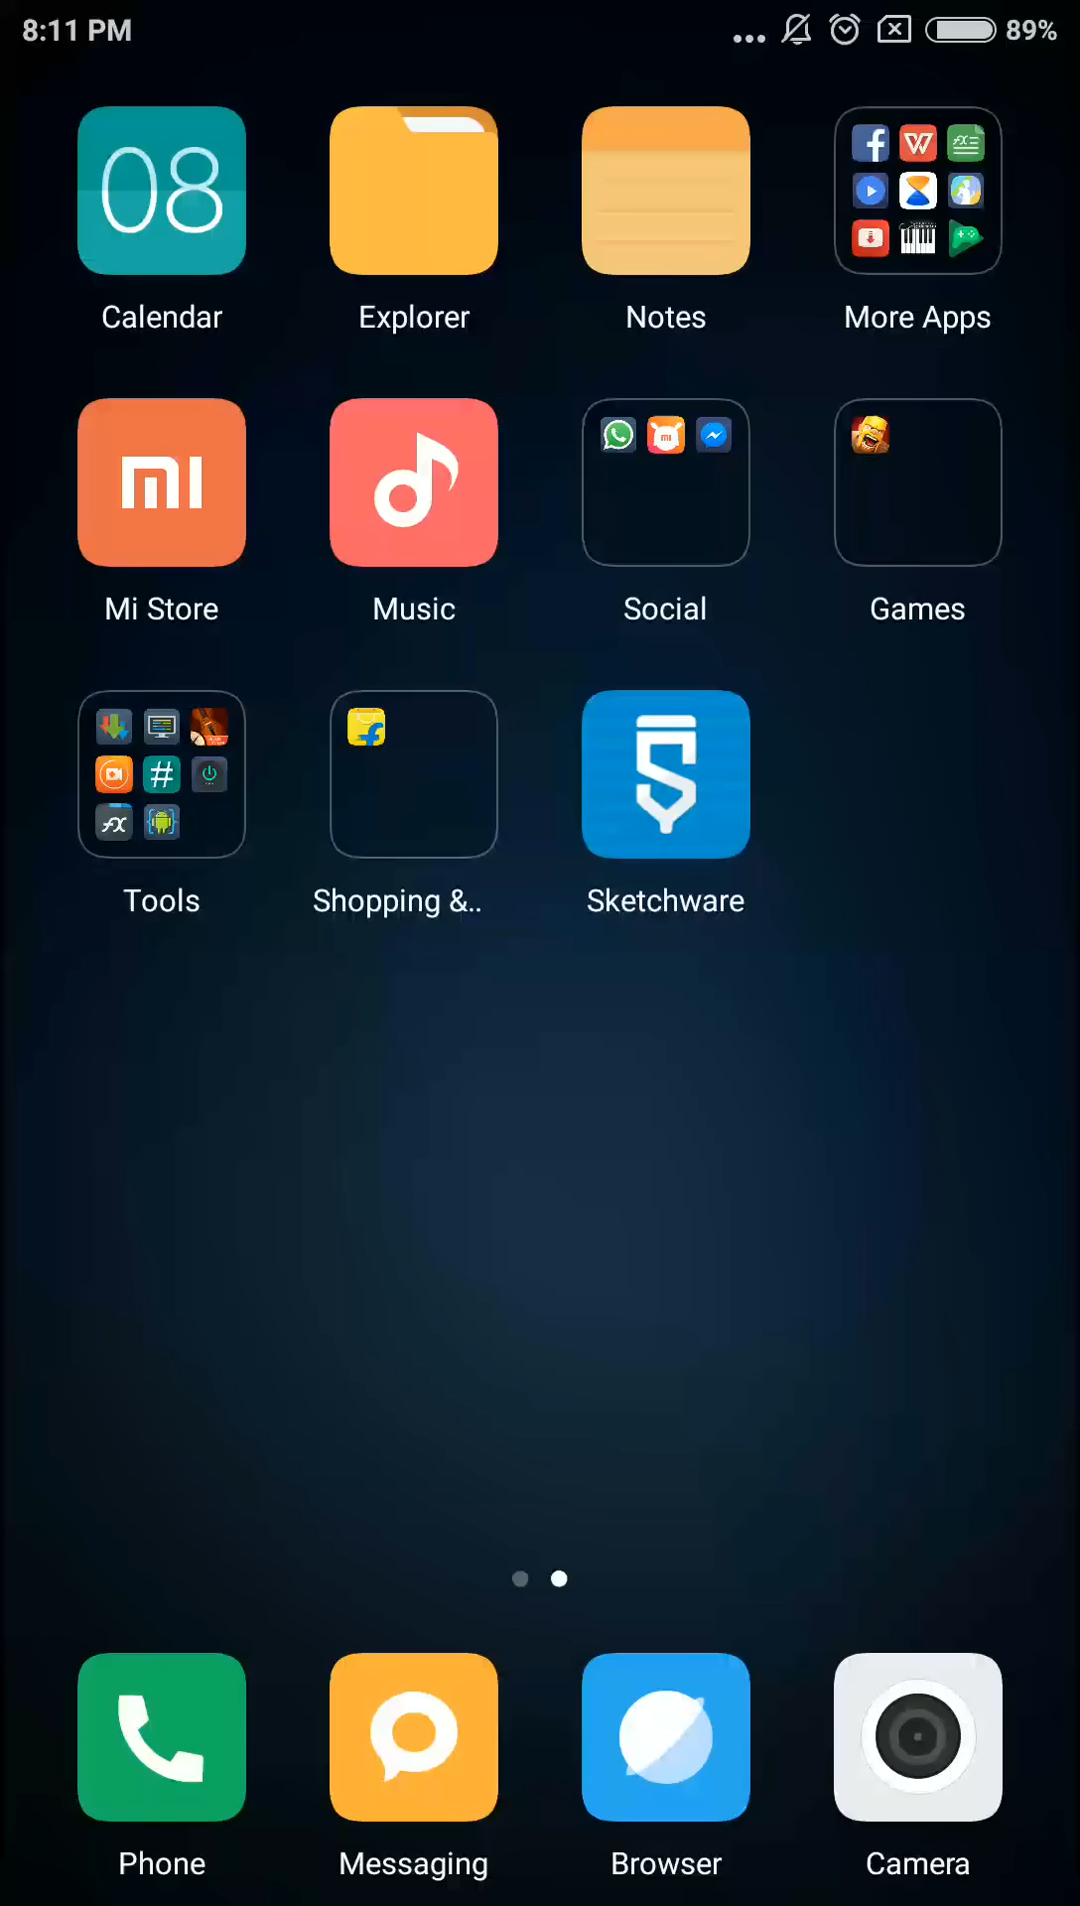 8:11 PM ... 89%
08
Calendar Explorer Notes More Apps
Mi Store Music Social Games
Tools Shopping &.. Sketchware
Phone Messaging Browser Camera